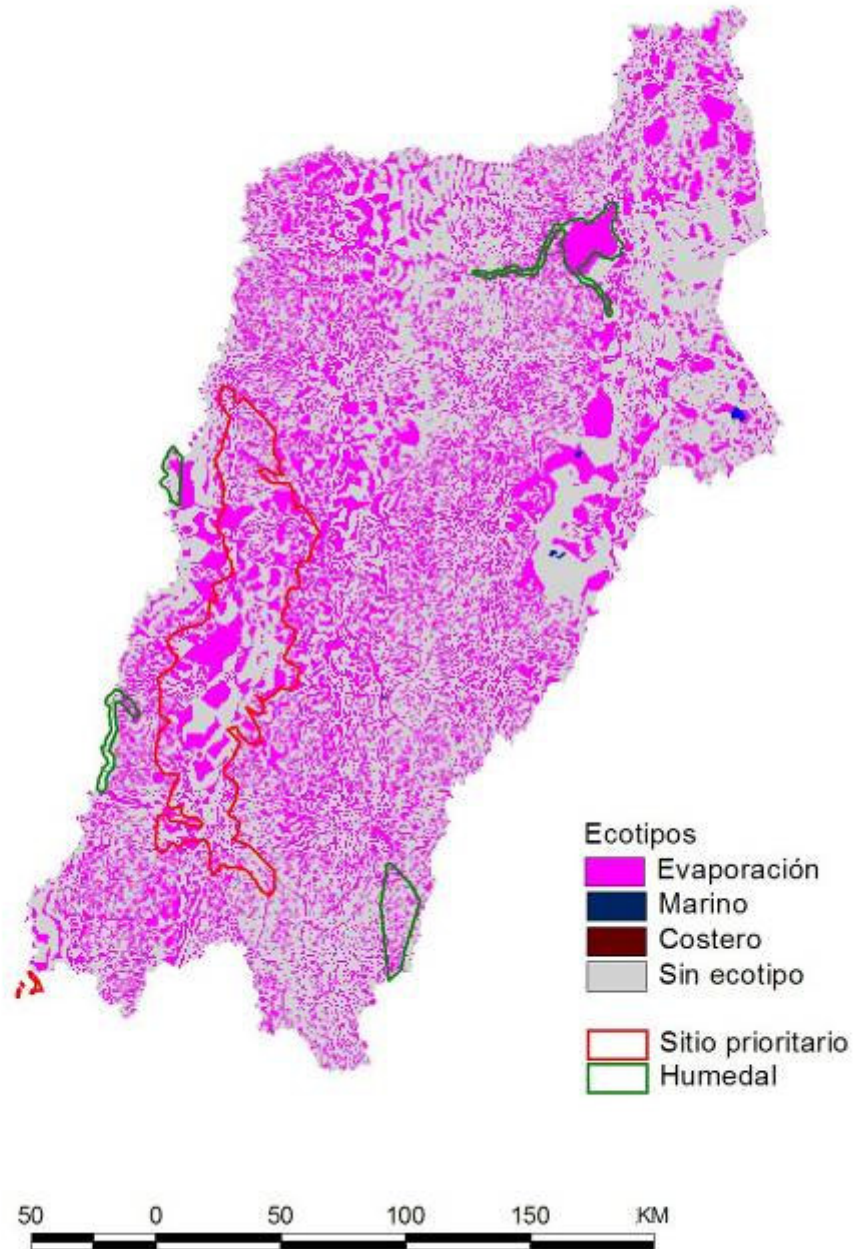 Ecotipos
Evaporación
Marino
Costero
Sin ecotipo
Sitio prioritario
Humedal
50 0 50 100 150 KM